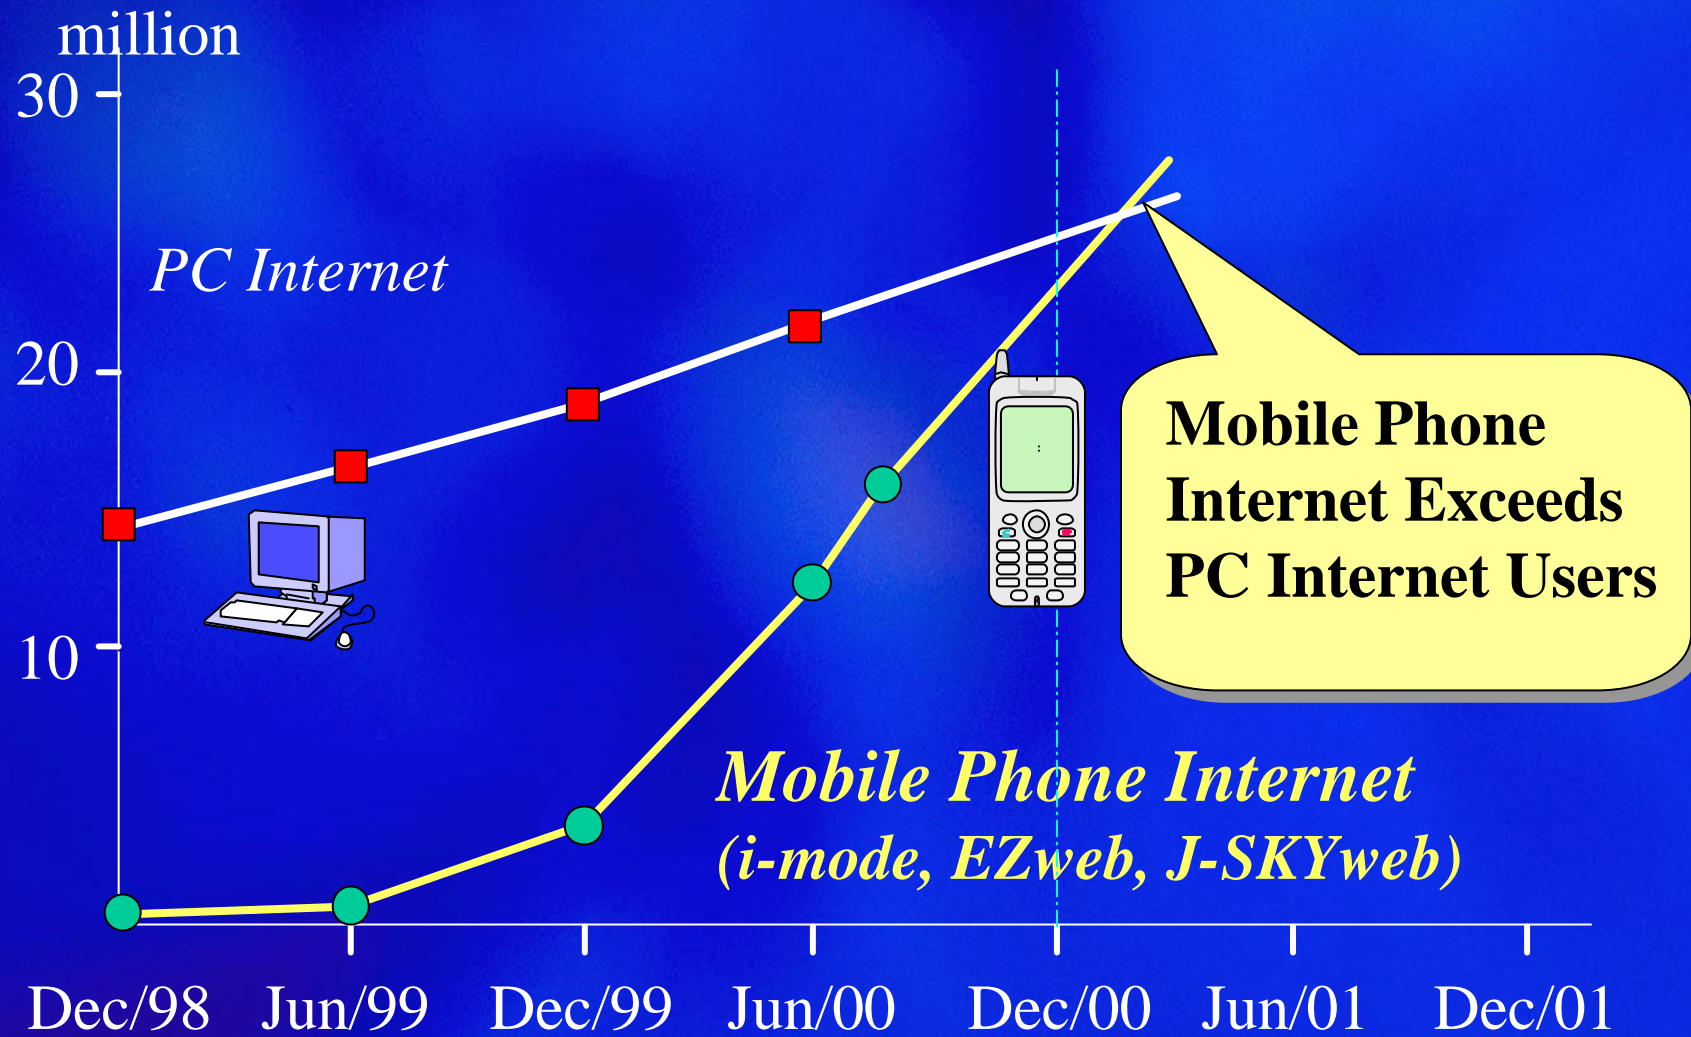 million
30
PC Internet
20
Mobile Phone
Internet Exceeds
PC Internet Users
10
Mobile Phone Internet
(i-mode, EZweb, J-SKYweb)
Dec/98 Jun/99 Dec/99 Jun/00 Dec/00 Jun/01 Dec/01